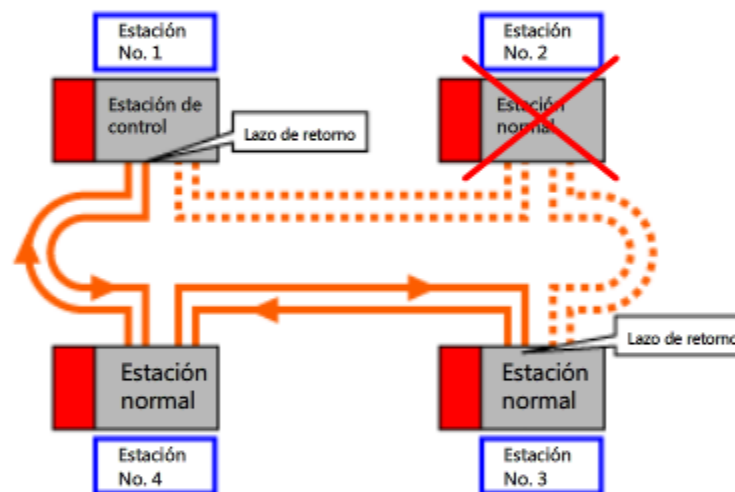 Estación
No. 1
Estación
No. 2
Estación de
control
Lazo de retorno
Estación
normal
Estación
normal
Estación
normal
Lazo de retorno
Estación
No. 4
Estación
No. 3